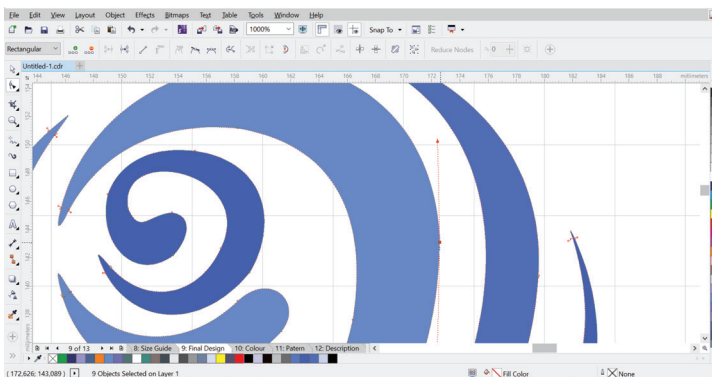 File Edit View Layout Object Effects Bitmaps Text Table Tools Window Help
1000% Snap To
Rectangular Reduce Nodes 0
Untitled-1.cdr
144 146 148 150 152 154 156 158 160 162 164 166 168 170 172 174 176 178 180 182 184 186 188 millimeters
9 of 13 8: Size Guide 9: Final Design 10: Colour 11: Patern 12: Description
(172.626; 143.089) 9 Objects Selected on Layer 1 Fill Color None